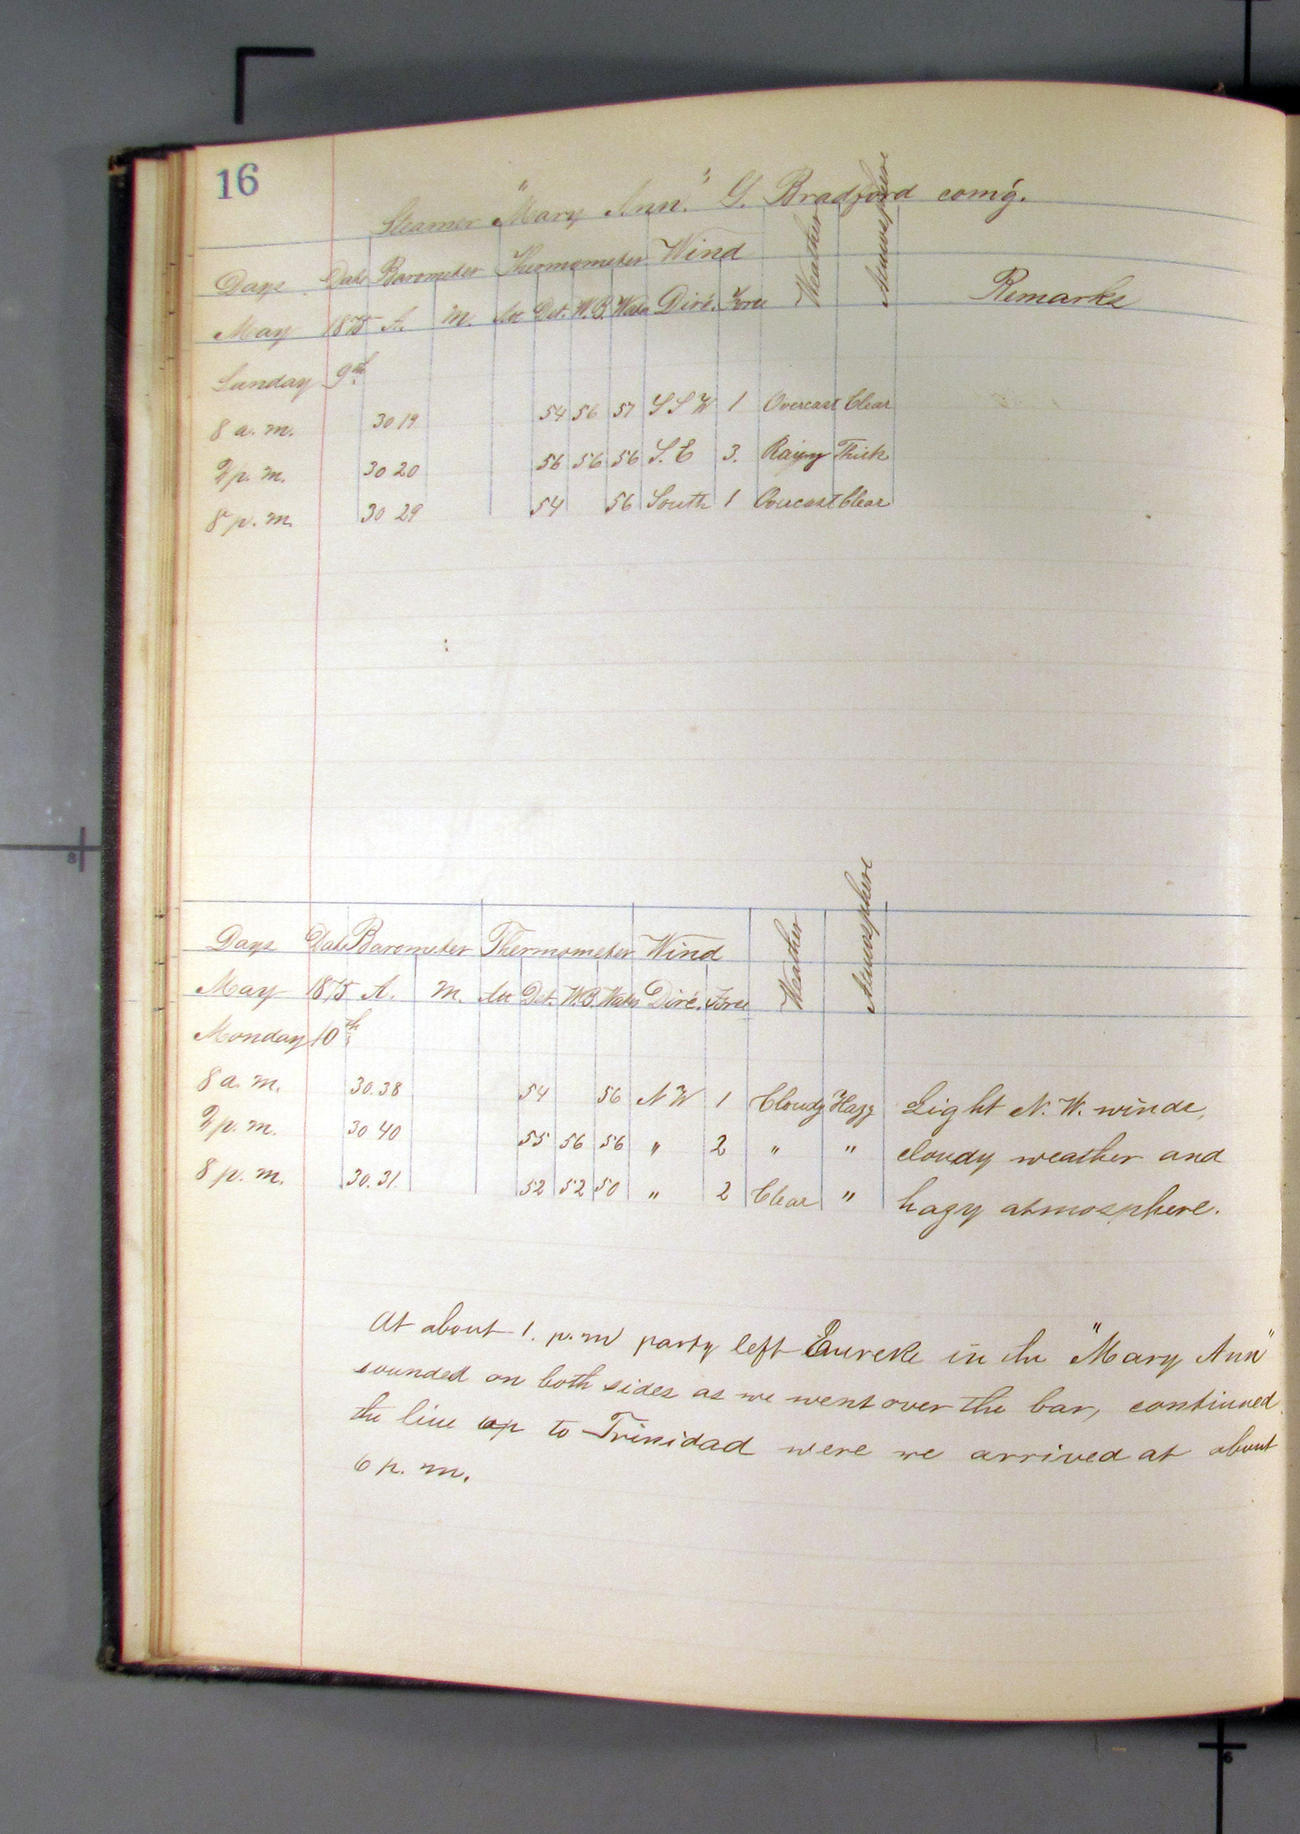 16
Steamer "Mary Ann." G. Bradford com'g.
Days Date Barometer Thermometer Wind Weather Atmosphere Remarks
May 1875 A. M. Att Det. W.B. Water Dirc. Force
Sunday 9th
8 a. m. 30 19 54 56 57 S S W 1 Overcast Clear
2 p. m. 30 20 56 56 56 S. E 3. Rainy Thick
8 p. m. 30 29 54 56 South 1 Overcast Clear
Days Date Barometer Thermometer Wind Weather Atmosphere
May 1875 A. M. Att Det. W.B. Water Dirc. Force
Monday 10th
8 a. m. 30.38 54 56 N W 1 Cloudy Hazy Light N. W. winds,
2 p. m. 30 40 55 56 56 " 2 " " cloudy weather and
8 p. m. 30.31. 52 52 50 " 2 Clear " hazy atmosphere.
At about 1. p. m party left Eureke in the "Mary Ann"
sounded on both sides as we went over the bar, continued
the line up to Trinidad were we arrived at about
6 p. m.
8
6